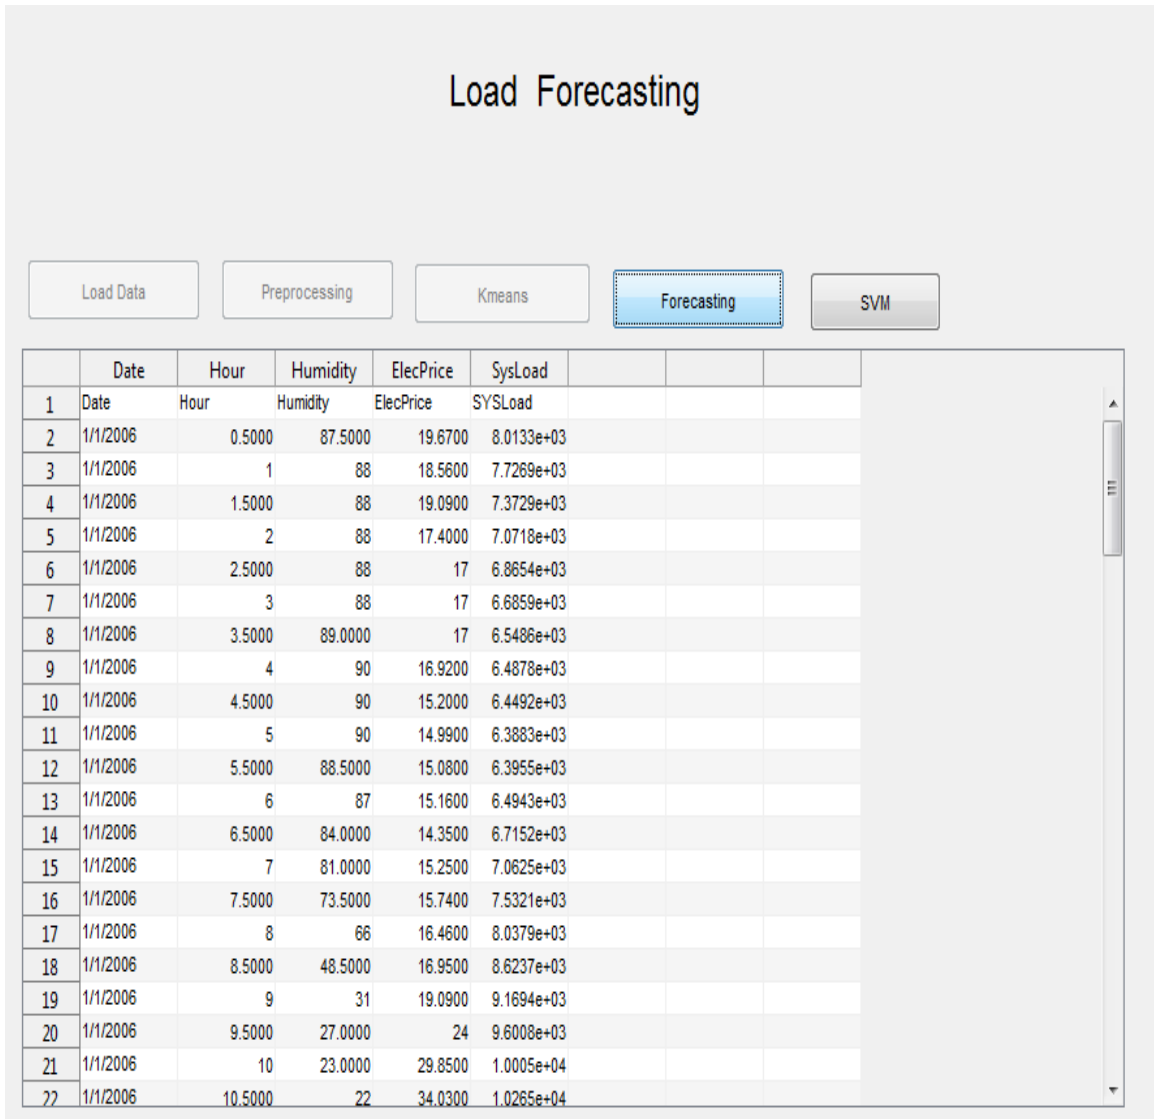 Load Forecasting
Load Data Preprocessing Kmeans Forecasting SVM
Date Hour Humidity ElecPrice SysLoad
1 Date Hour Humidity ElecPrice SYSLoad
2 1/1/2006 0.5000 87.5000 19.6700 8.0133e+03
3 1/1/2006 1 88 18.5600 7.7269e+03
4 1/1/2006 1.5000 88 19.0900 7.3729e+03
5 1/1/2006 2 88 17.4000 7.0718e+03
6 1/1/2006 2.5000 88 17 6.8654e+03
7 1/1/2006 3 88 17 6.6859e+03
8 1/1/2006 3.5000 89.0000 17 6.5486e+03
9 1/1/2006 4 90 16.9200 6.4878e+03
10 1/1/2006 4.5000 90 15.2000 6.4492e+03
11 1/1/2006 5 90 14.9900 6.3883e+03
12 1/1/2006 5.5000 88.5000 15.0800 6.3955e+03
13 1/1/2006 6 87 15.1600 6.4943e+03
14 1/1/2006 6.5000 84.0000 14.3500 6.7152e+03
15 1/1/2006 7 81.0000 15.2500 7.0625e+03
16 1/1/2006 7.5000 73.5000 15.7400 7.5321e+03
17 1/1/2006 8 66 16.4600 8.0379e+03
18 1/1/2006 8.5000 48.5000 16.9500 8.6237e+03
19 1/1/2006 9 31 19.0900 9.1694e+03
20 1/1/2006 9.5000 27.0000 24 9.6008e+03
21 1/1/2006 10 23.0000 29.8500 1.0005e+04
22 1/1/2006 10.5000 22 34.0300 1.0265e+04